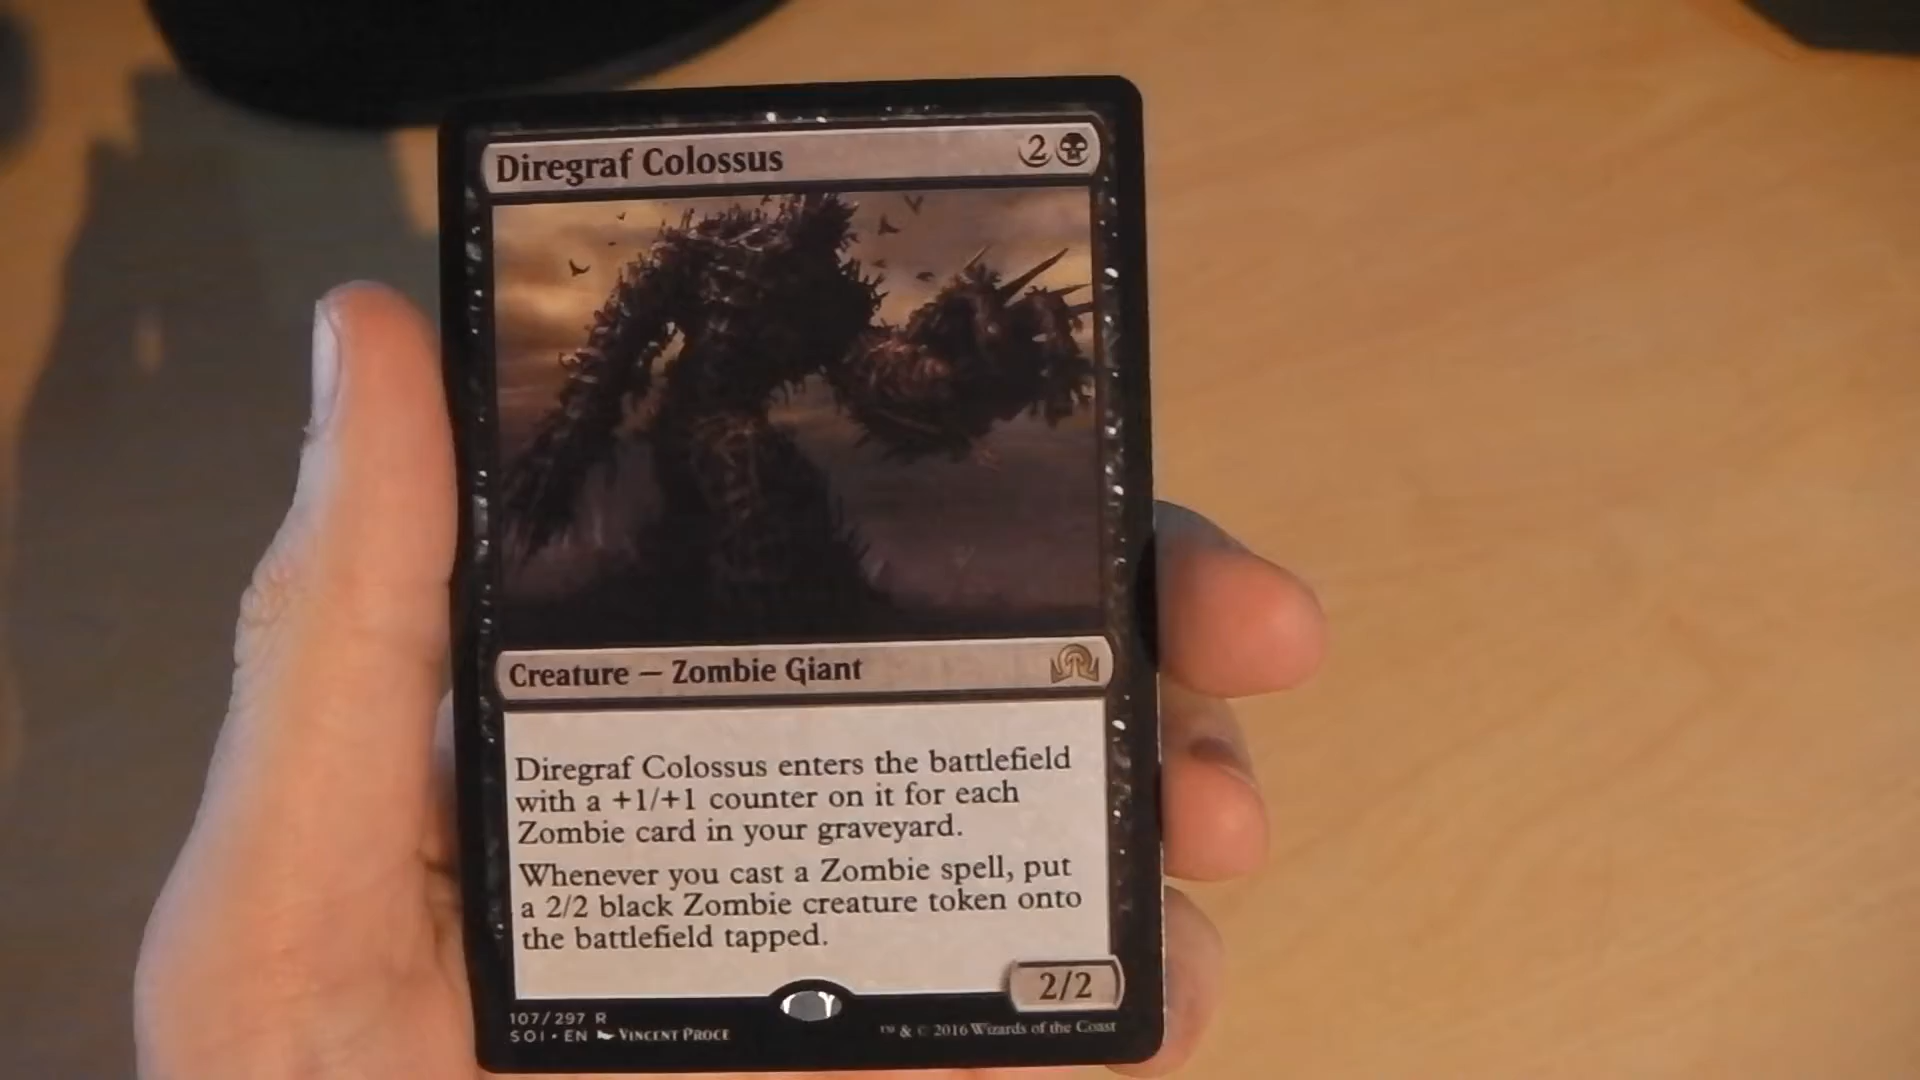 Diregraf Colossus 2
Creature — Zombie Giant
Diregraf Colossus enters the battlefield
with a +1/+1 counter on it for each
Zombie card in your graveyard.
Whenever you cast a Zombie spell, put
a 2/2 black Zombie creature token onto
the battlefield tapped.
2/2
107/297 R
SOI • EN VINCENT PROCE
™ & © 2016 Wizards of the Coast